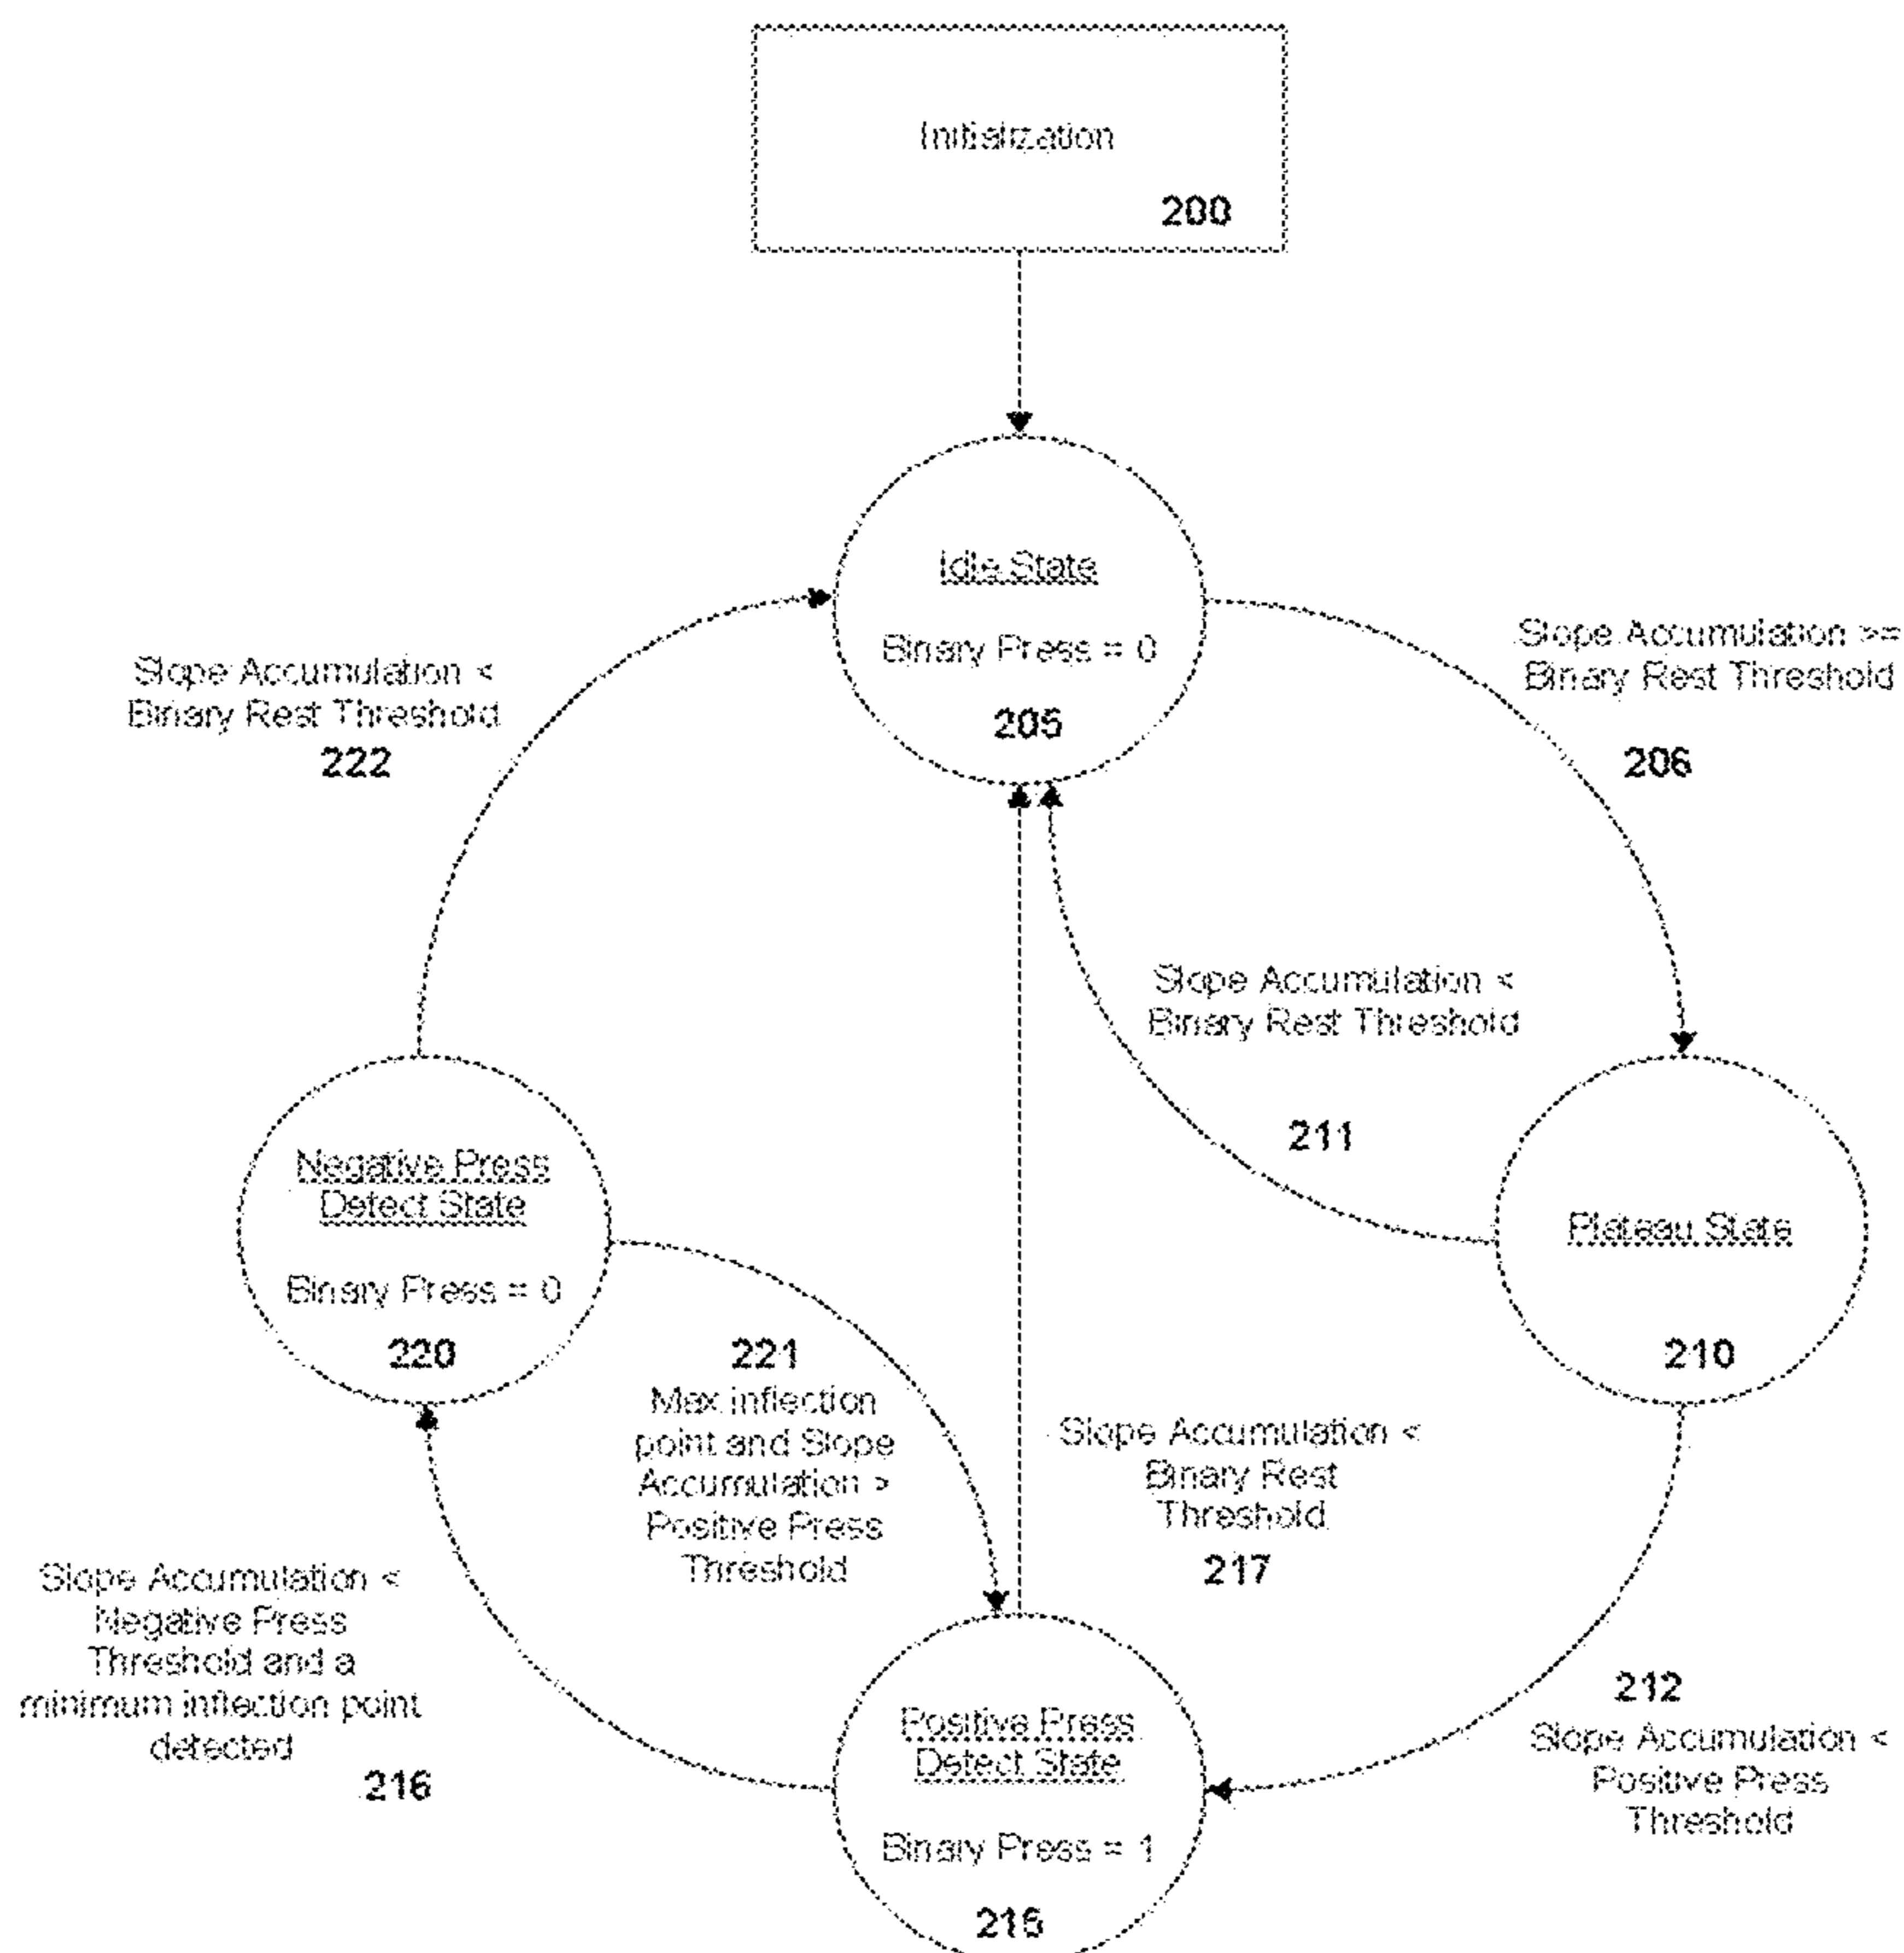 Initialization
200
Idle State
Binary Press = 0
205
Slope Accumulation >=
Binary Rest Threshold
206
Slope Accumulation <
Binary Rest Threshold
222
Slope Accumulation <
Binary Rest Threshold
211
Negative Press
Detect State
Binary Press = 0
220
Plateau State
210
221
Max inflection
point and Slope
Accumulation >
Positive Press
Threshold
Slope Accumulation <
Binary Rest
Threshold
217
Slope Accumulation <
Negative Press
Threshold and a
minimum inflection point
detected
216
212
Slope Accumulation <
Positive Press
Threshold
Positive Press
Detect State
Binary Press = 1
215